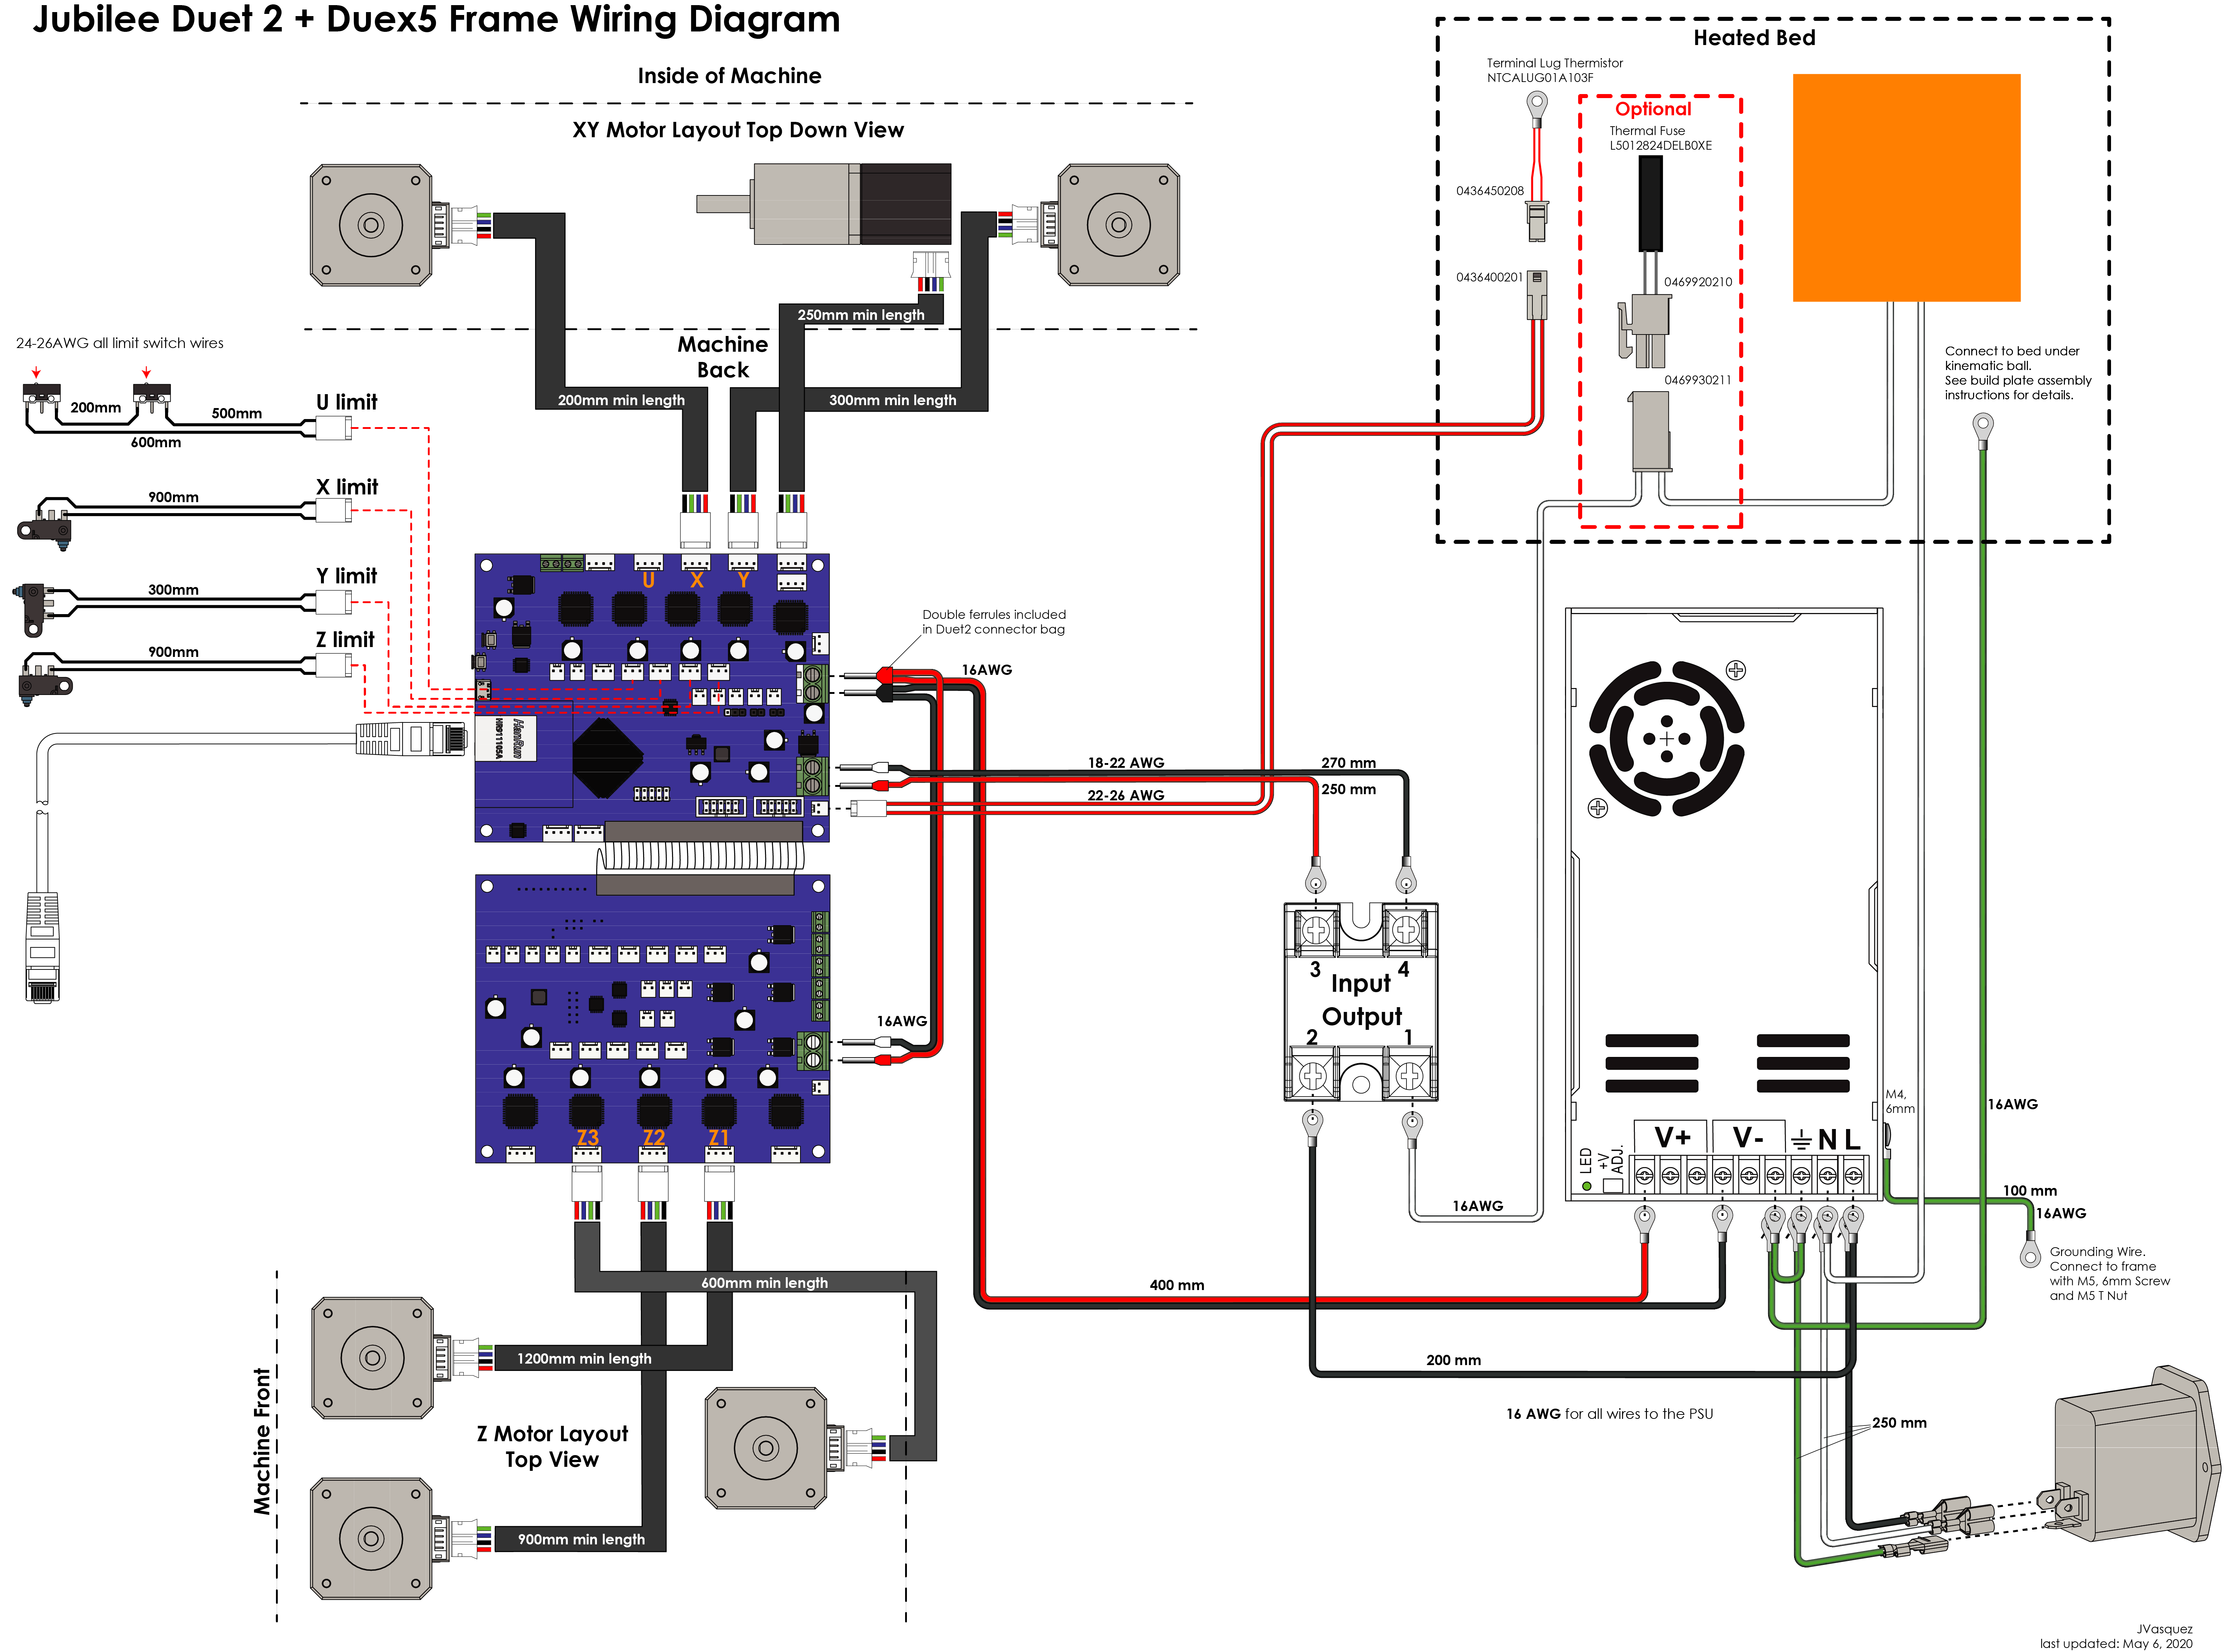 Jubilee Duet 2 + Duex5 Frame Wiring Diagram
Inside of Machine
XY Motor Layout Top Down View
250mm min length
Machine
Back
200mm min length
300mm min length
24-26AWG all limit switch wires
200mm
500mm
600mm
U limit
X limit
900mm
Y limit
300mm
Z limit
900mm
U
X
Y
HanRun
HR911105A
Double ferrules included
in Duet2 connector bag
16AWG
18-22 AWG
270 mm
250 mm
22-26 AWG
16AWG
Z3
Z2
Z1
600mm min length
1200mm min length
900mm min length
Machine Front
Z Motor Layout
Top View
Heated Bed
Terminal Lug Thermistor
NTCALUG01A103F
Optional
Thermal Fuse
L5012824DELB0XE
0436450208
0436400201
0469920210
0469930211
Connect to bed under
kinematic ball.
See build plate assembly
instructions for details.
3
4
Input
Output
2
1
16AWG
400 mm
200 mm
LED
+V
ADJ.
V+
V-
N
L
M4,
6mm
16AWG
100 mm
16AWG
Grounding Wire.
Connect to frame
with M5, 6mm Screw
and M5 T Nut
16 AWG for all wires to the PSU
250 mm
JVasquez
last updated: May 6, 2020